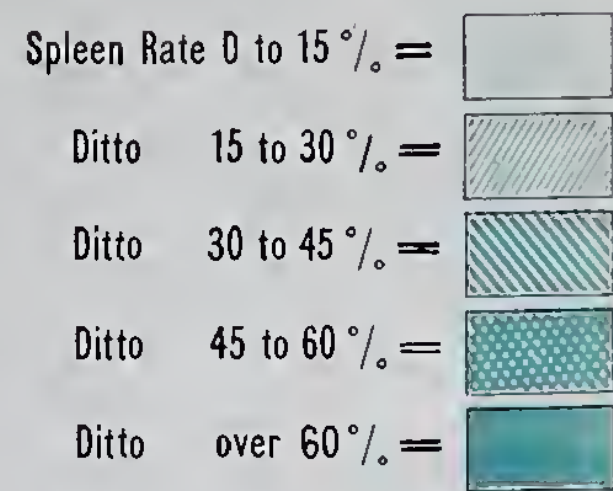 Spleen Rate 0 to 15 % =
Ditto 15 to 30 % =
Ditto 30 to 45 % =
Ditto 45 to 60 % =
Ditto over 60 % =